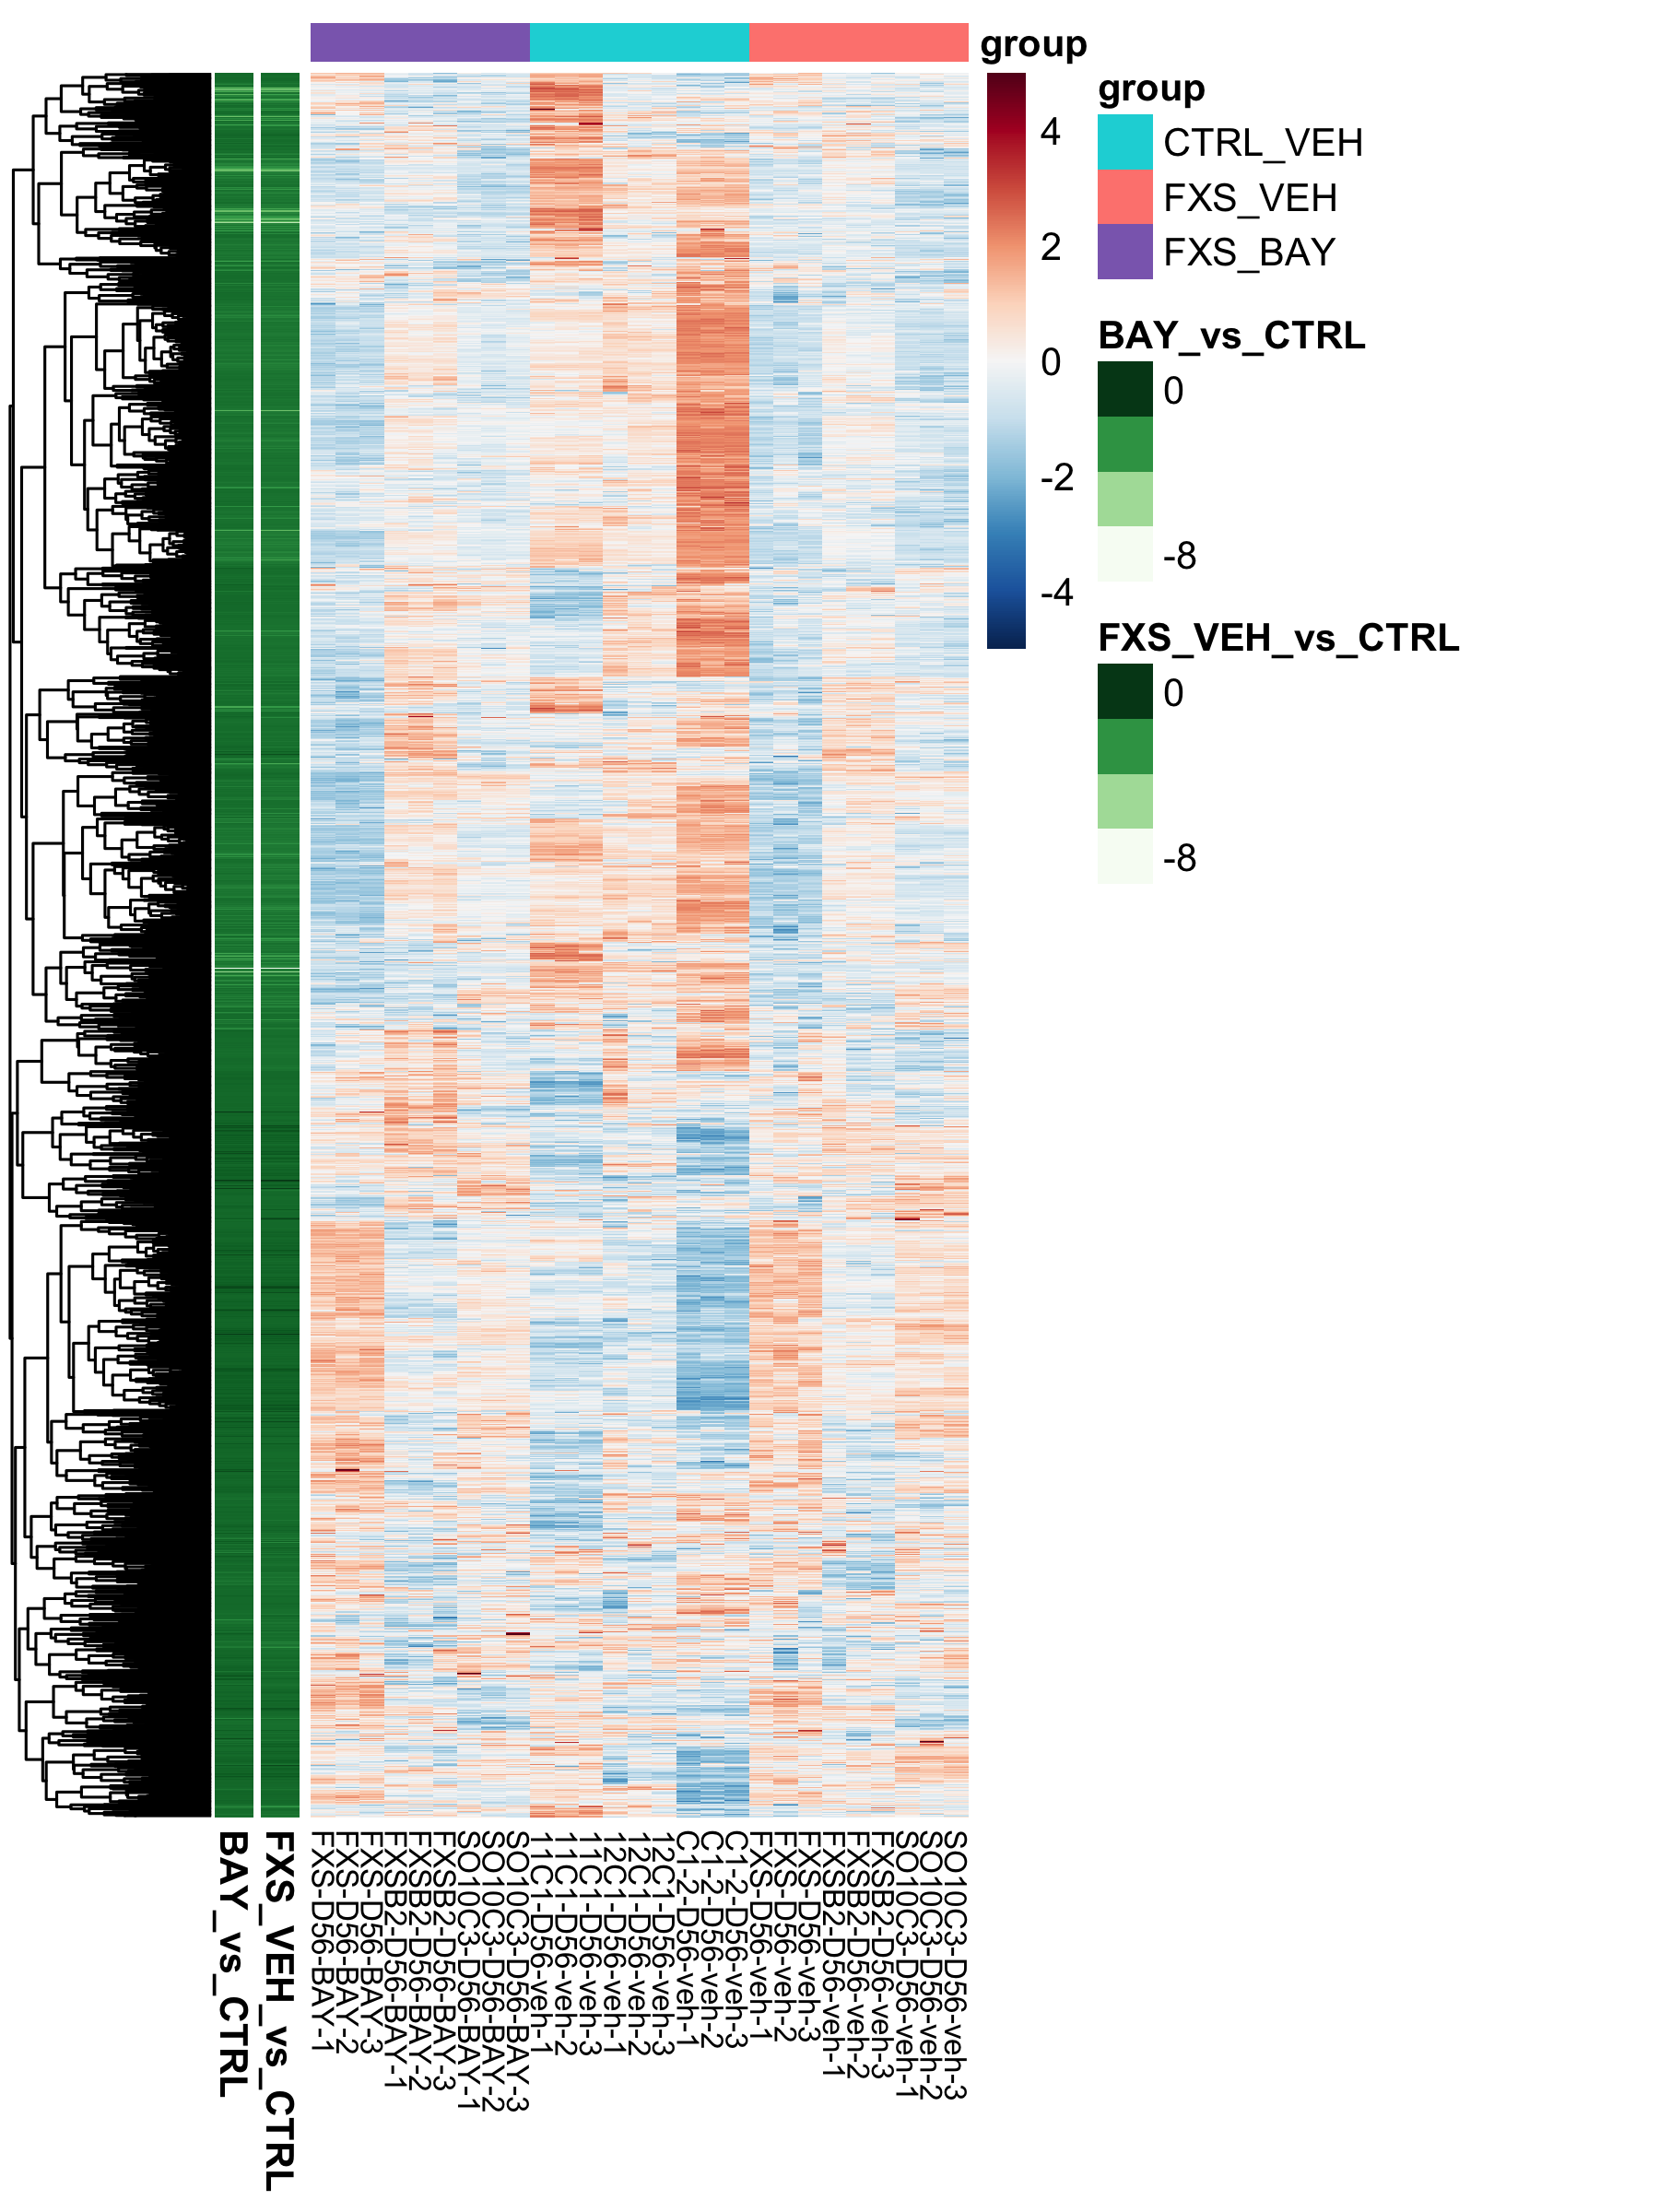 group
group
CTRL_VEH
FXS_VEH
FXS_BAY
4
2
0
-2
-4
BAY_vs_CTRL
0
-8
FXS_VEH_vs_CTRL
0
-8
BAY_vs_CTRL
FXS_VEH_vs_CTRL
FXS-D56-BAY-1
FXS-D56-BAY-2
FXS-D56-BAY-3
FXSB2-D56-BAY-1
FXSB2-D56-BAY-2
FXSB2-D56-BAY-3
SO10C3-D56-BAY-1
SO10C3-D56-BAY-2
SO10C3-D56-BAY-3
11C1-D56-veh-1
11C1-D56-veh-2
11C1-D56-veh-3
12C1-D56-veh-1
12C1-D56-veh-2
12C1-D56-veh-3
C1-2-D56-veh-1
C1-2-D56-veh-2
C1-2-D56-veh-3
FXS-D56-veh-1
FXS-D56-veh-2
FXS-D56-veh-3
FXSB2-D56-veh-1
FXSB2-D56-veh-2
FXSB2-D56-veh-3
SO10C3-D56-veh-1
SO10C3-D56-veh-2
SO10C3-D56-veh-3